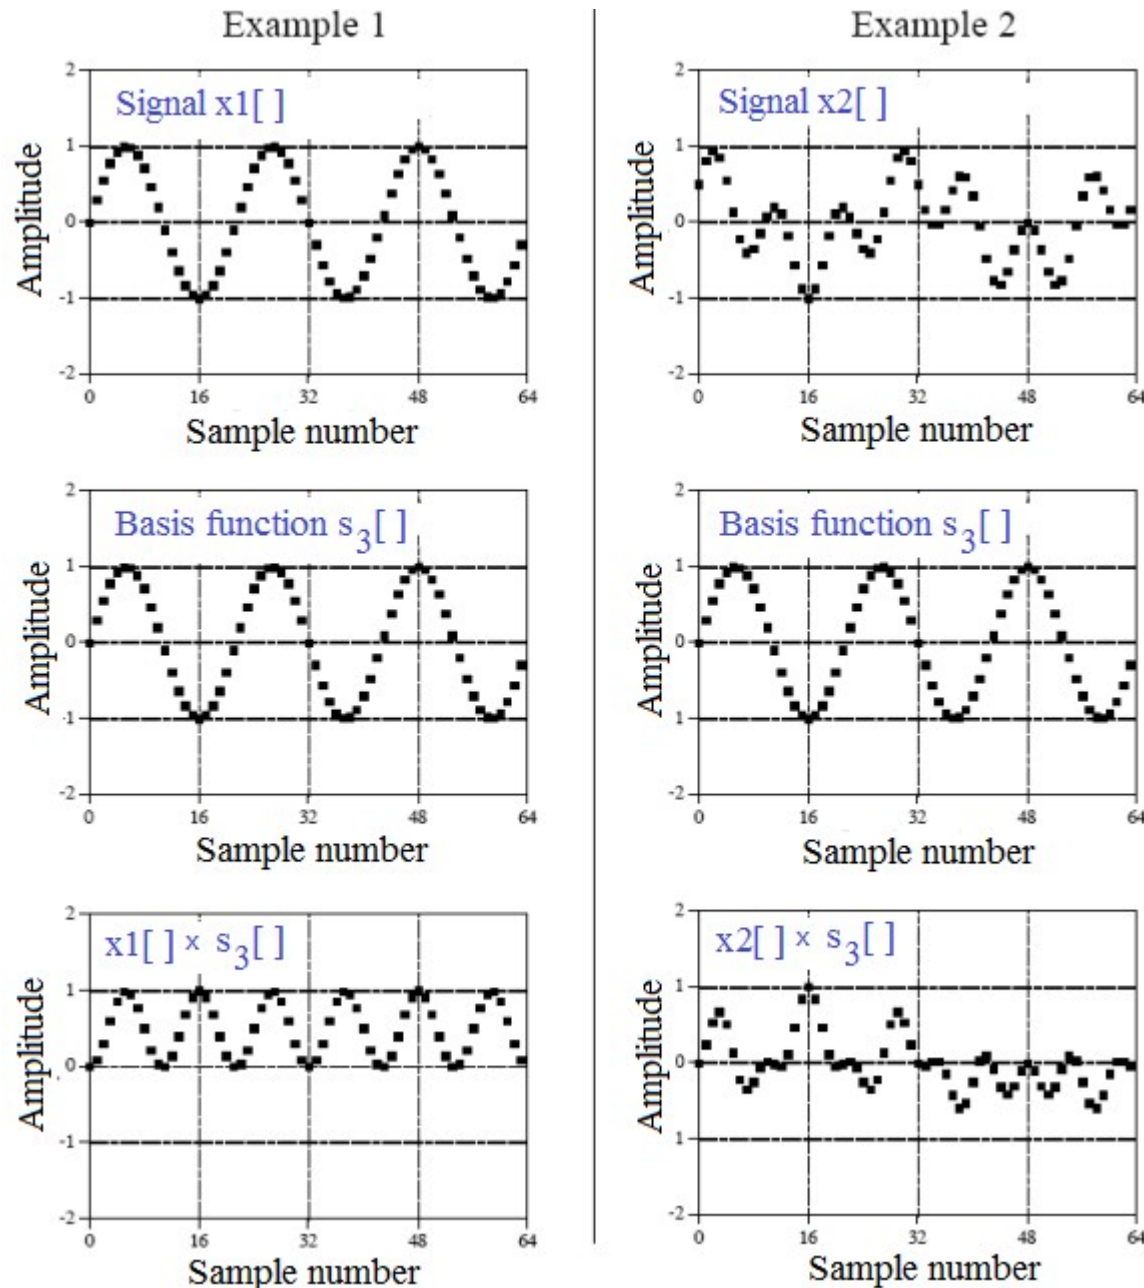 Example 1
2
Signal x1[ ]
1
0
-1
-2
0 16 32 48 64
Amplitude
Sample number
2
Basis function s3[ ]
1
0
-1
-2
0 16 32 48 64
Amplitude
Sample number
2
x1[ ] × s3[ ]
1
0
-1
-2
0 16 32 48 64
Amplitude
Sample number
Example 2
2
Signal x2[ ]
1
0
-1
-2
0 16 32 48 64
Amplitude
Sample number
2
Basis function s3[ ]
1
0
-1
-2
0 16 32 48 64
Amplitude
Sample number
2
x2[ ] × s3[ ]
1
0
1
-2
0 16 32 48 64
Amplitude
Sample number